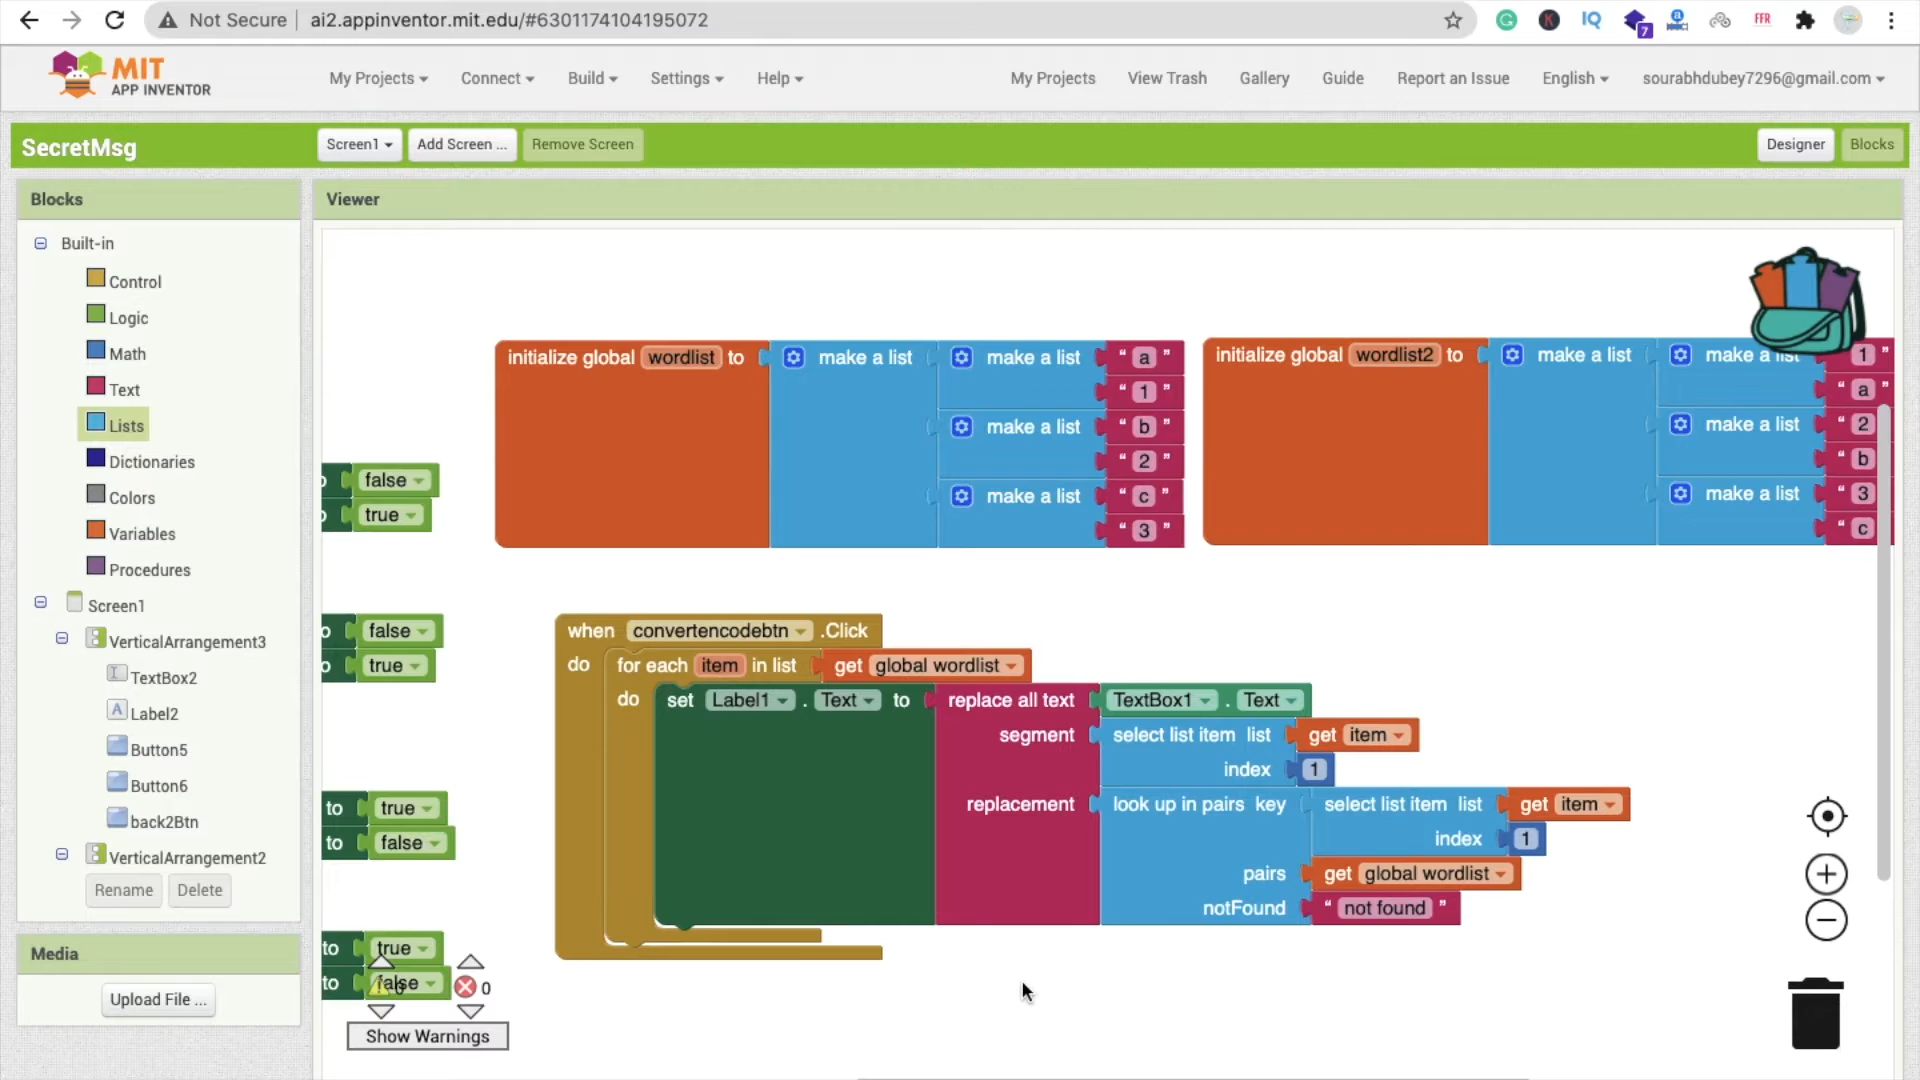 Not Secure | ai2.appinventor.mit.edu/#6301174104195072
IQ
7
FFR
MIT
APP INVENTOR
My Projects Connect Build Settings Help My Projects View Trash Gallery Guide Report an Issue English sourabhdubey7296@gmail.com
SecretMsg
Screen1 Add Screen ... Remove Screen Designer Blocks
Blocks
Viewer
Built-in
Control
Logic
Math
Text
Lists
Dictionaries
Colors
Variables
Procedures
Screen1
VerticalArrangement3
TextBox2
Label2
Button5
Button6
back2Btn
VerticalArrangement2
Rename Delete
Media
Upload File ...
initialize global wordlist to make a list make a list " a "
" 1 "
make a list " b "
" 2 "
make a list " c "
" 3 "
initialize global wordlist2 to make a list make a list 1 "
" a "
make a list " 2
" b
make a list " 3
" c
false
true
false
true
to true
to false
to true
to false
when convertencodebtn .Click
do for each item in list get global wordlist
do set Label1 . Text to replace all text TextBox1 . Text
segment select list item list get item
index 1
replacement look up in pairs key select list item list get item
index 1
pairs get global wordlist
notFound " not found "
0 0
Show Warnings